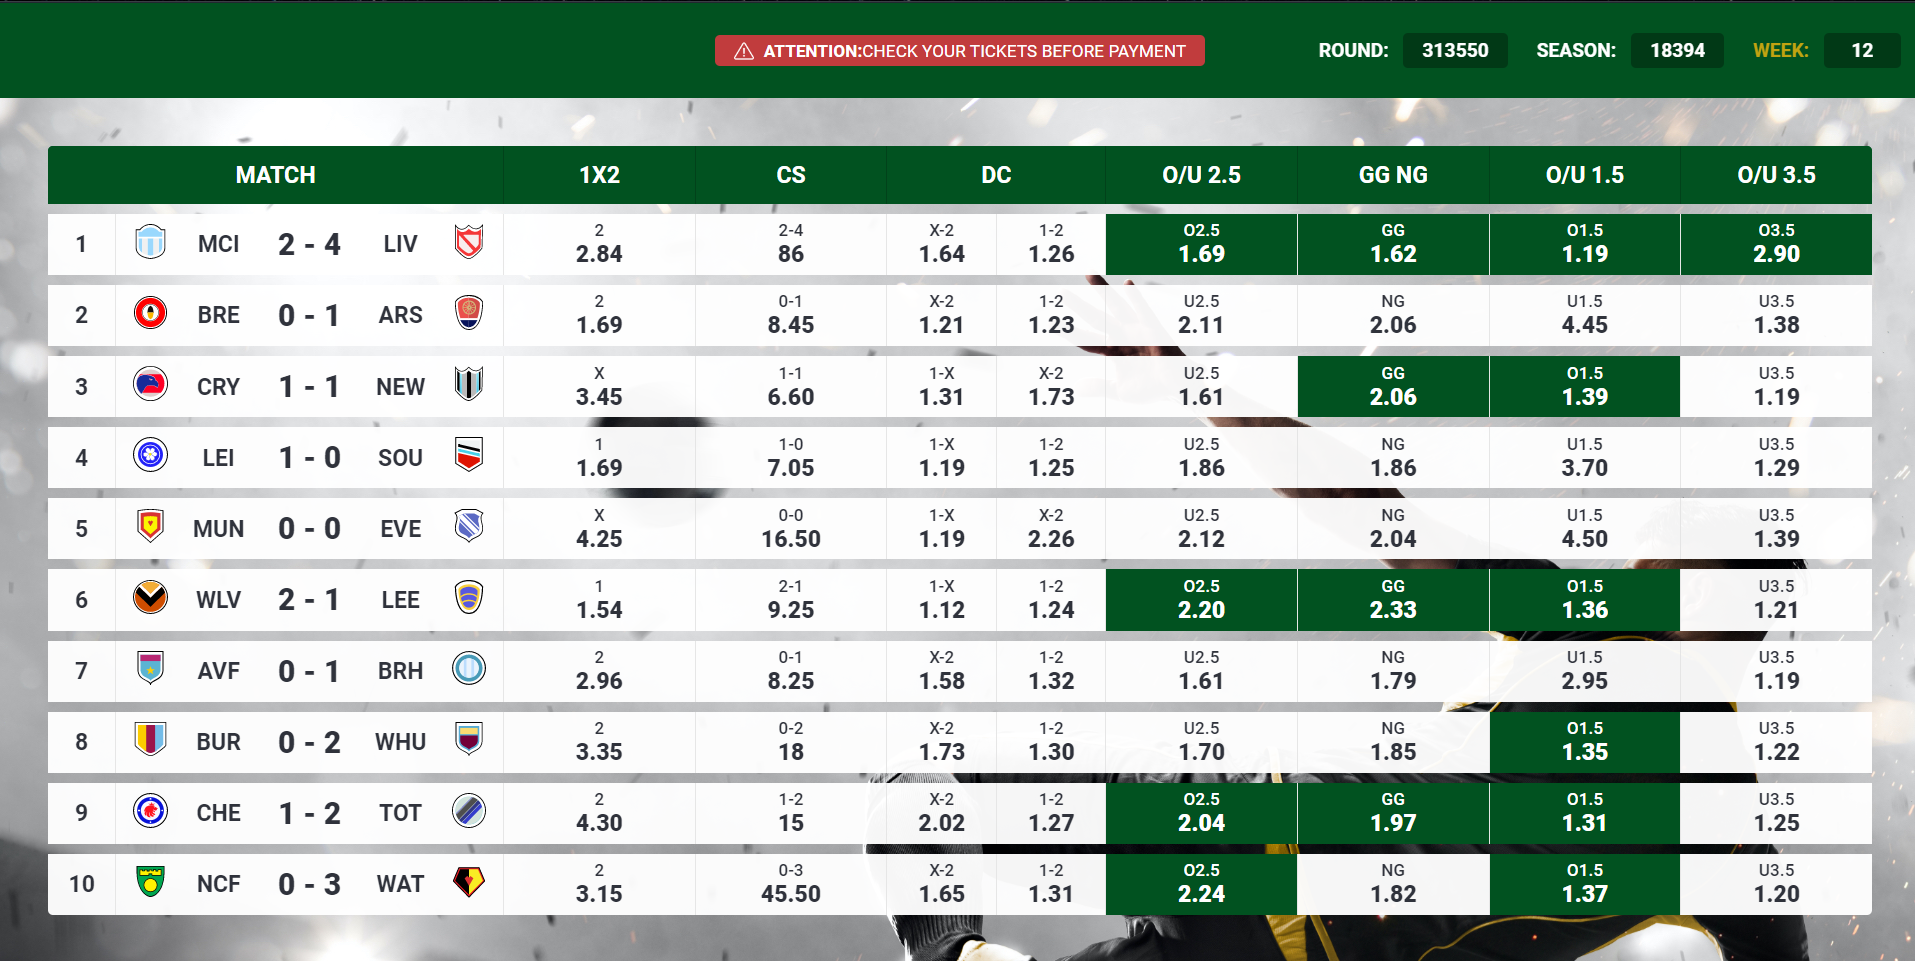 ATTENTION:CHECK YOUR TICKETS BEFORE PAYMENT ROUND: 313550 SEASON: 18394 WEEK: 12
MATCH 1X2 CS DC O/U 2.5 GG NG O/U 1.5 O/U 3.5
2 2-4 X-2 1-2 O2.5 GG O1.5 O3.5
1 MCI 2 - 4 LIV 2.84 86 1.64 1.26 1.69 1.62 1.19 2.90
2 0-1 X-2 1-2 U2.5 NG U1.5 U3.5
2 BRE 0 - 1 ARS 1.69 8.45 1.21 1.23 2.11 2.06 4.45 1.38
X 1-1 1-X X-2 U2.5 GG O1.5 U3.5
3 CRY 1 - 1 NEW 3.45 6.60 1.31 1.73 1.61 2.06 1.39 1.19
1 1-0 1-X 1-2 U2.5 NG U1.5 U3.5
4 LEI 1 - 0 SOU 1.69 7.05 1.19 1.25 1.86 1.86 3.70 1.29
X 0-0 1-X X-2 U2.5 NG U1.5 U3.5
5 MUN 0 - 0 EVE 4.25 16.50 1.19 2.26 2.12 2.04 4.50 1.39
1 2-1 1-X 1-2 O2.5 GG O1.5 U3.5
6 WLV 2 - 1 LEE 1.54 9.25 1.12 1.24 2.20 2.33 1.36 1.21
2 0-1 X-2 1-2 U2.5 NG U1.5 U3.5
7 AVF 0 - 1 BRH 2.96 8.25 1.58 1.32 1.61 1.79 2.95 1.19
2 0-2 X-2 1-2 U2.5 NG O1.5 U3.5
8 BUR 0 - 2 WHU 3.35 18 1.73 1.30 1.70 1.85 1.35 1.22
2 1-2 X-2 1-2 O2.5 GG O1.5 U3.5
9 CHE 1 - 2 TOT 4.30 15 2.02 1.27 2.04 1.97 1.31 1.25
2 0-3 X-2 1-2 O2.5 NG O1.5 U3.5
10 NCF 0 - 3 WAT 3.15 45.50 1.65 1.31 2.24 1.82 1.37 1.20